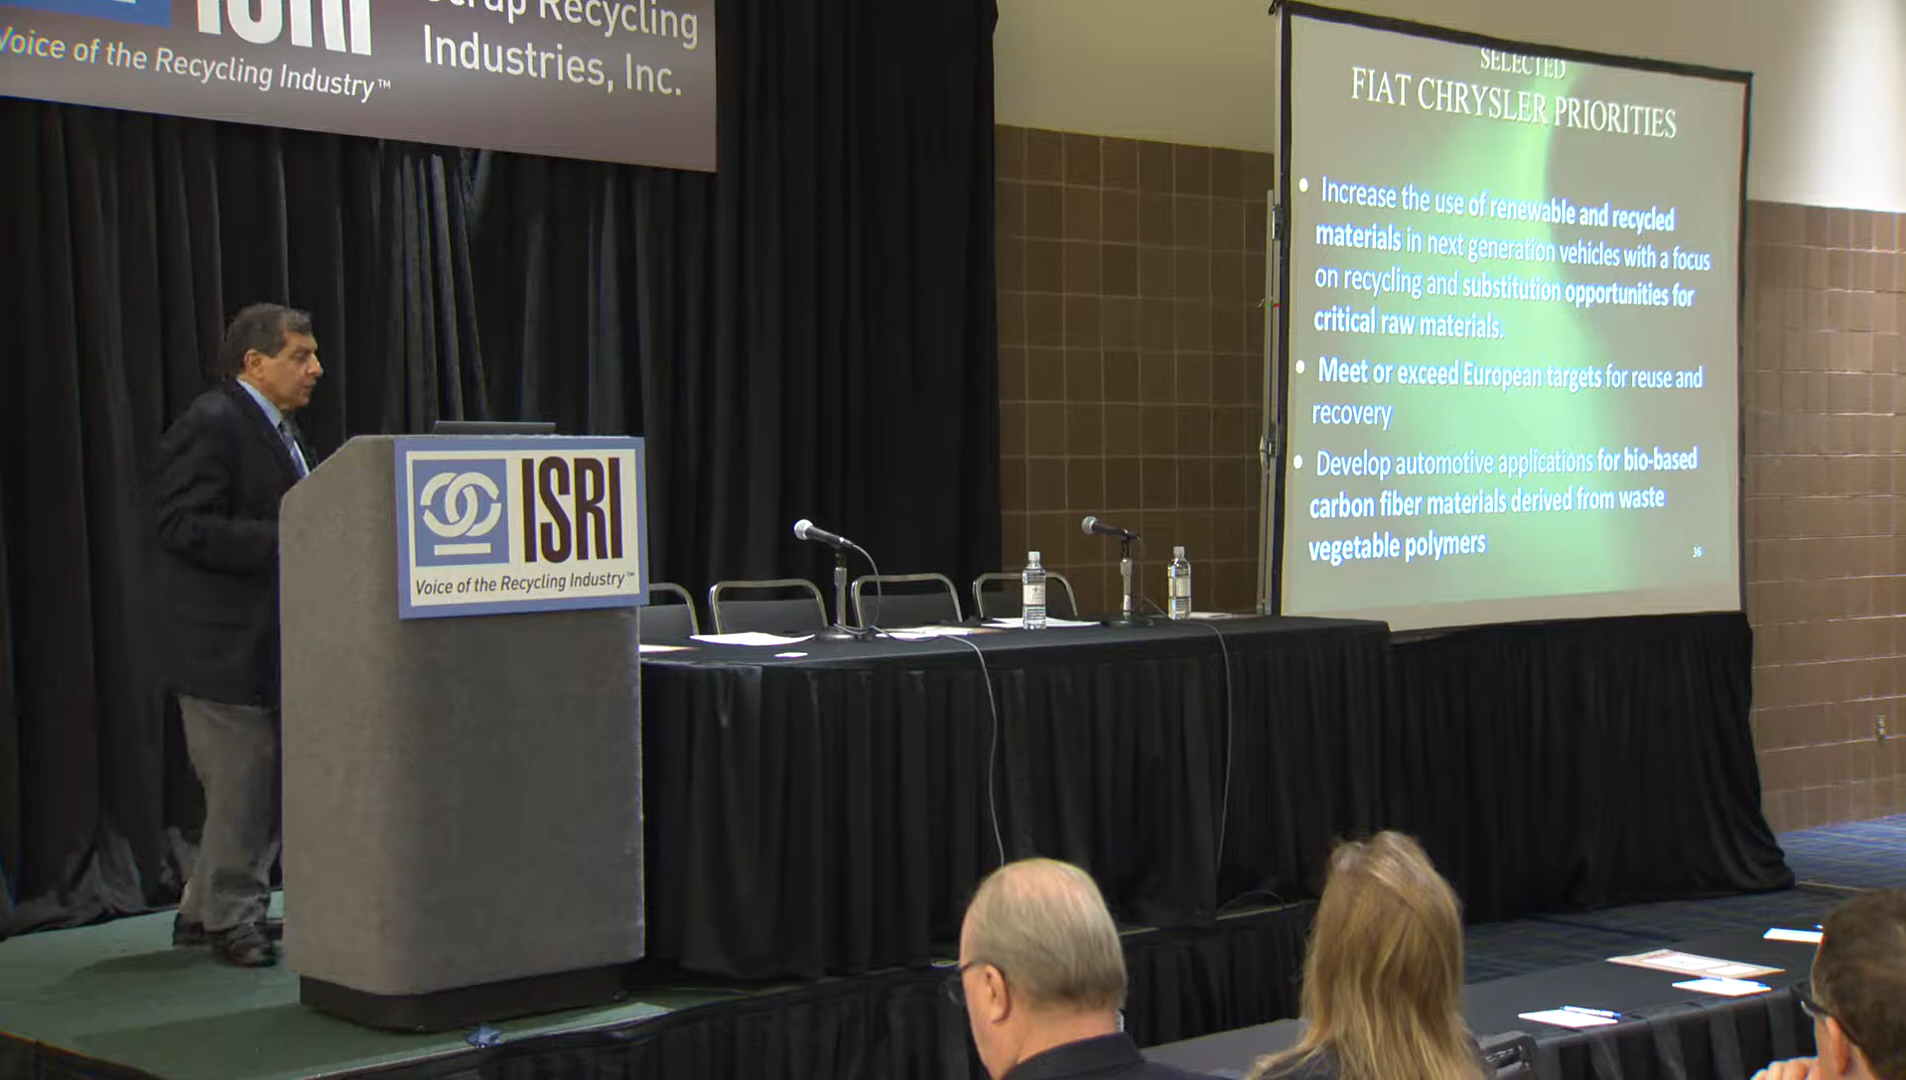 ISRI
Voice of the Recycling Industry™
Scrap Recycling
Industries, Inc.
SELECTED
FIAT CHRYSLER PRIORITIES
• Increase the use of renewable and recycled
materials in next generation vehicles with a focus
on recycling and substitution opportunities for
critical raw materials.
• Meet or exceed European targets for reuse and
recovery
• Develop automotive applications for bio-based
carbon fiber materials derived from waste
vegetable polymers
36
ISRI
Voice of the Recycling Industry™